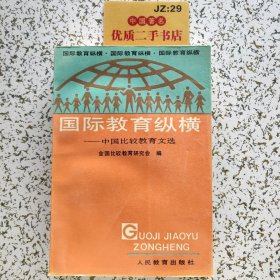 JZ:29
中国著名
优质二手书店
国际教育纵横·国际教育纵横·国际教育纵横
国际教育纵横
——中国比较教育文选
全国比较教育研究会 编
GUOJI JIAOYU
ZONGHENG
人民教育出版社